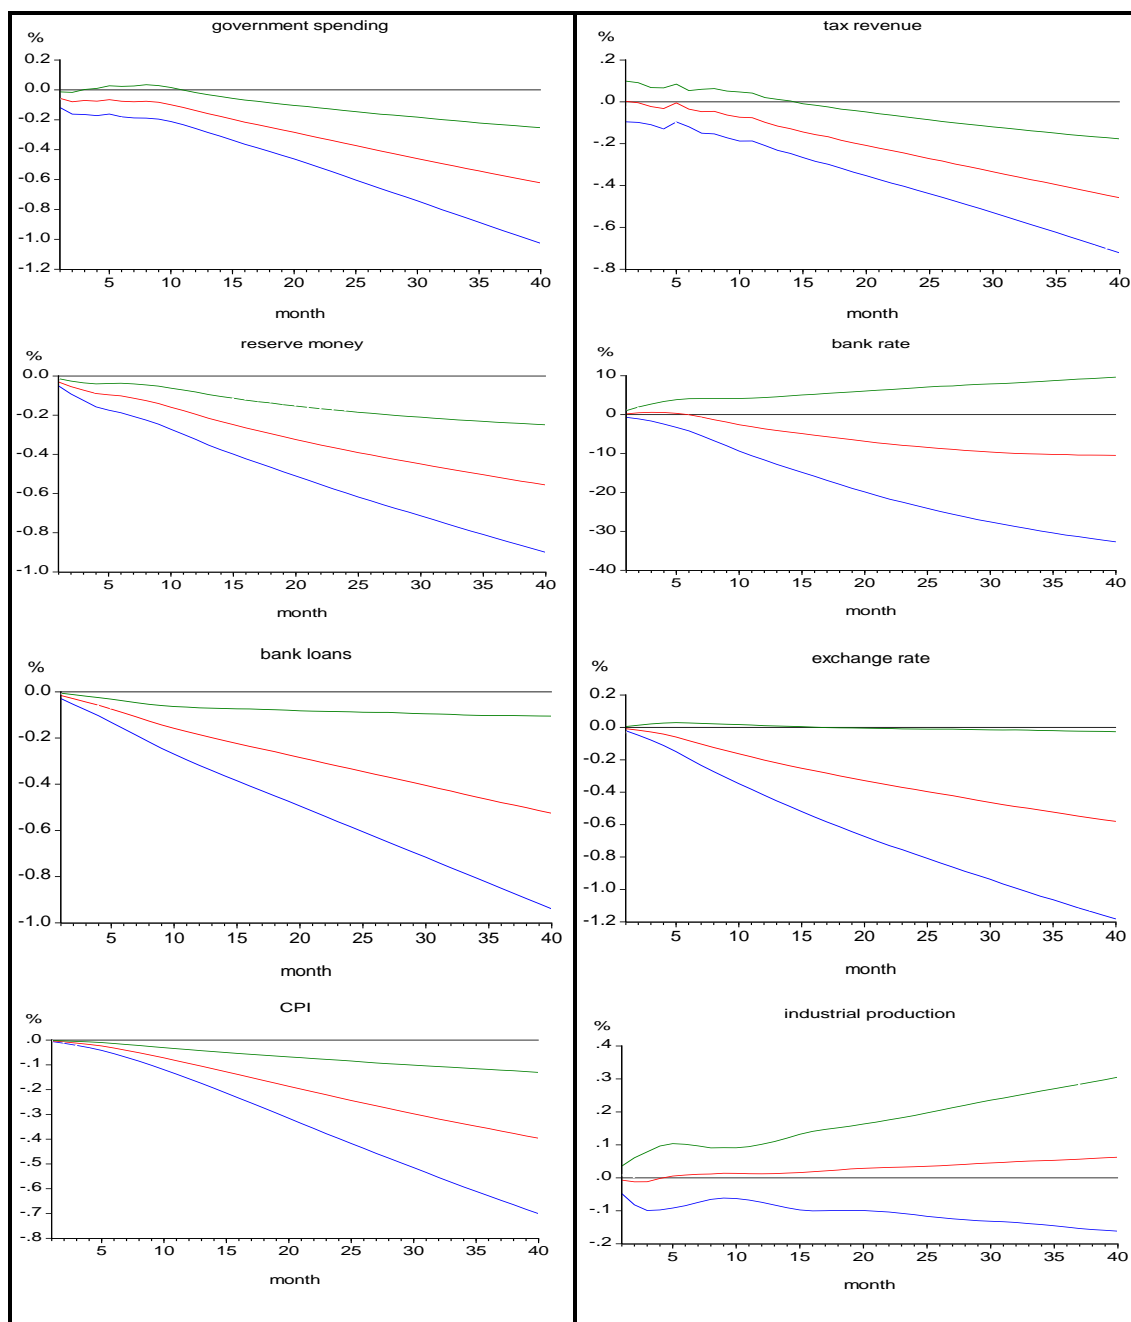 government spending
%
0.2
0.0
-0.2
-0.4
-0.6
-0.8
-1.0
-1.2
5 10 15 20 25 30 35 40
month
tax revenue
%
.2
.0
-.2
-.4
-.6
-.8
5 10 15 20 25 30 35 40
month
reserve money
%
0.0
-0.2
-0.4
-0.6
-0.8
-1.0
5 10 15 20 25 30 35 40
month
bank rate
%
10
0
-10
-20
-30
-40
5 10 15 20 25 30 35 40
month
bank loans
%
0.0
-0.2
-0.4
-0.6
-0.8
-1.0
5 10 15 20 25 30 35 40
month
exchange rate
%
0.2
0.0
-0.2
-0.4
-0.6
-0.8
-1.0
-1.2
5 10 15 20 25 30 35 40
month
CPI
%
.0
-.1
-.2
-.3
-.4
-.5
-.6
-.7
-.8
5 10 15 20 25 30 35 40
month
industrial production
%
.4
.3
.2
.1
.0
-.1
-.2
5 10 15 20 25 30 35 40
month